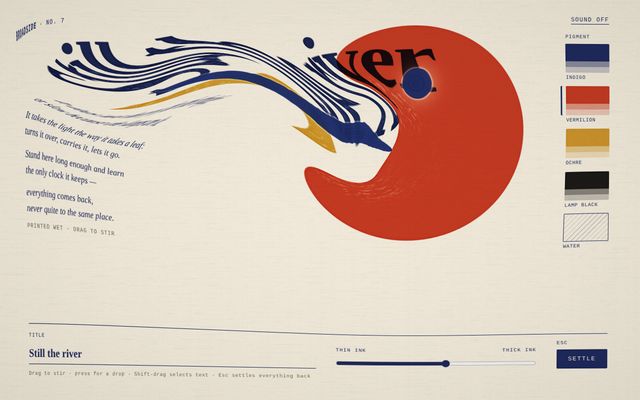 BROADSIDE · NO. 7
SOUND OFF
PIGMENT
INDIGO
VERMILION
OCHRE
LAMP BLACK
WATER
iver
It takes the light the way it takes a leaf:
turns it over, carries it, lets it go.
Stand here long enough and learn
the only clock it keeps —
everything comes back,
never quite to the same place.
PRINTED WET · DRAG TO STIR
TITLE
Still the river
Drag to stir · press for a drop · Shift-drag selects text · Esc settles everything back
THIN INK
THICK INK
ESC
SETTLE